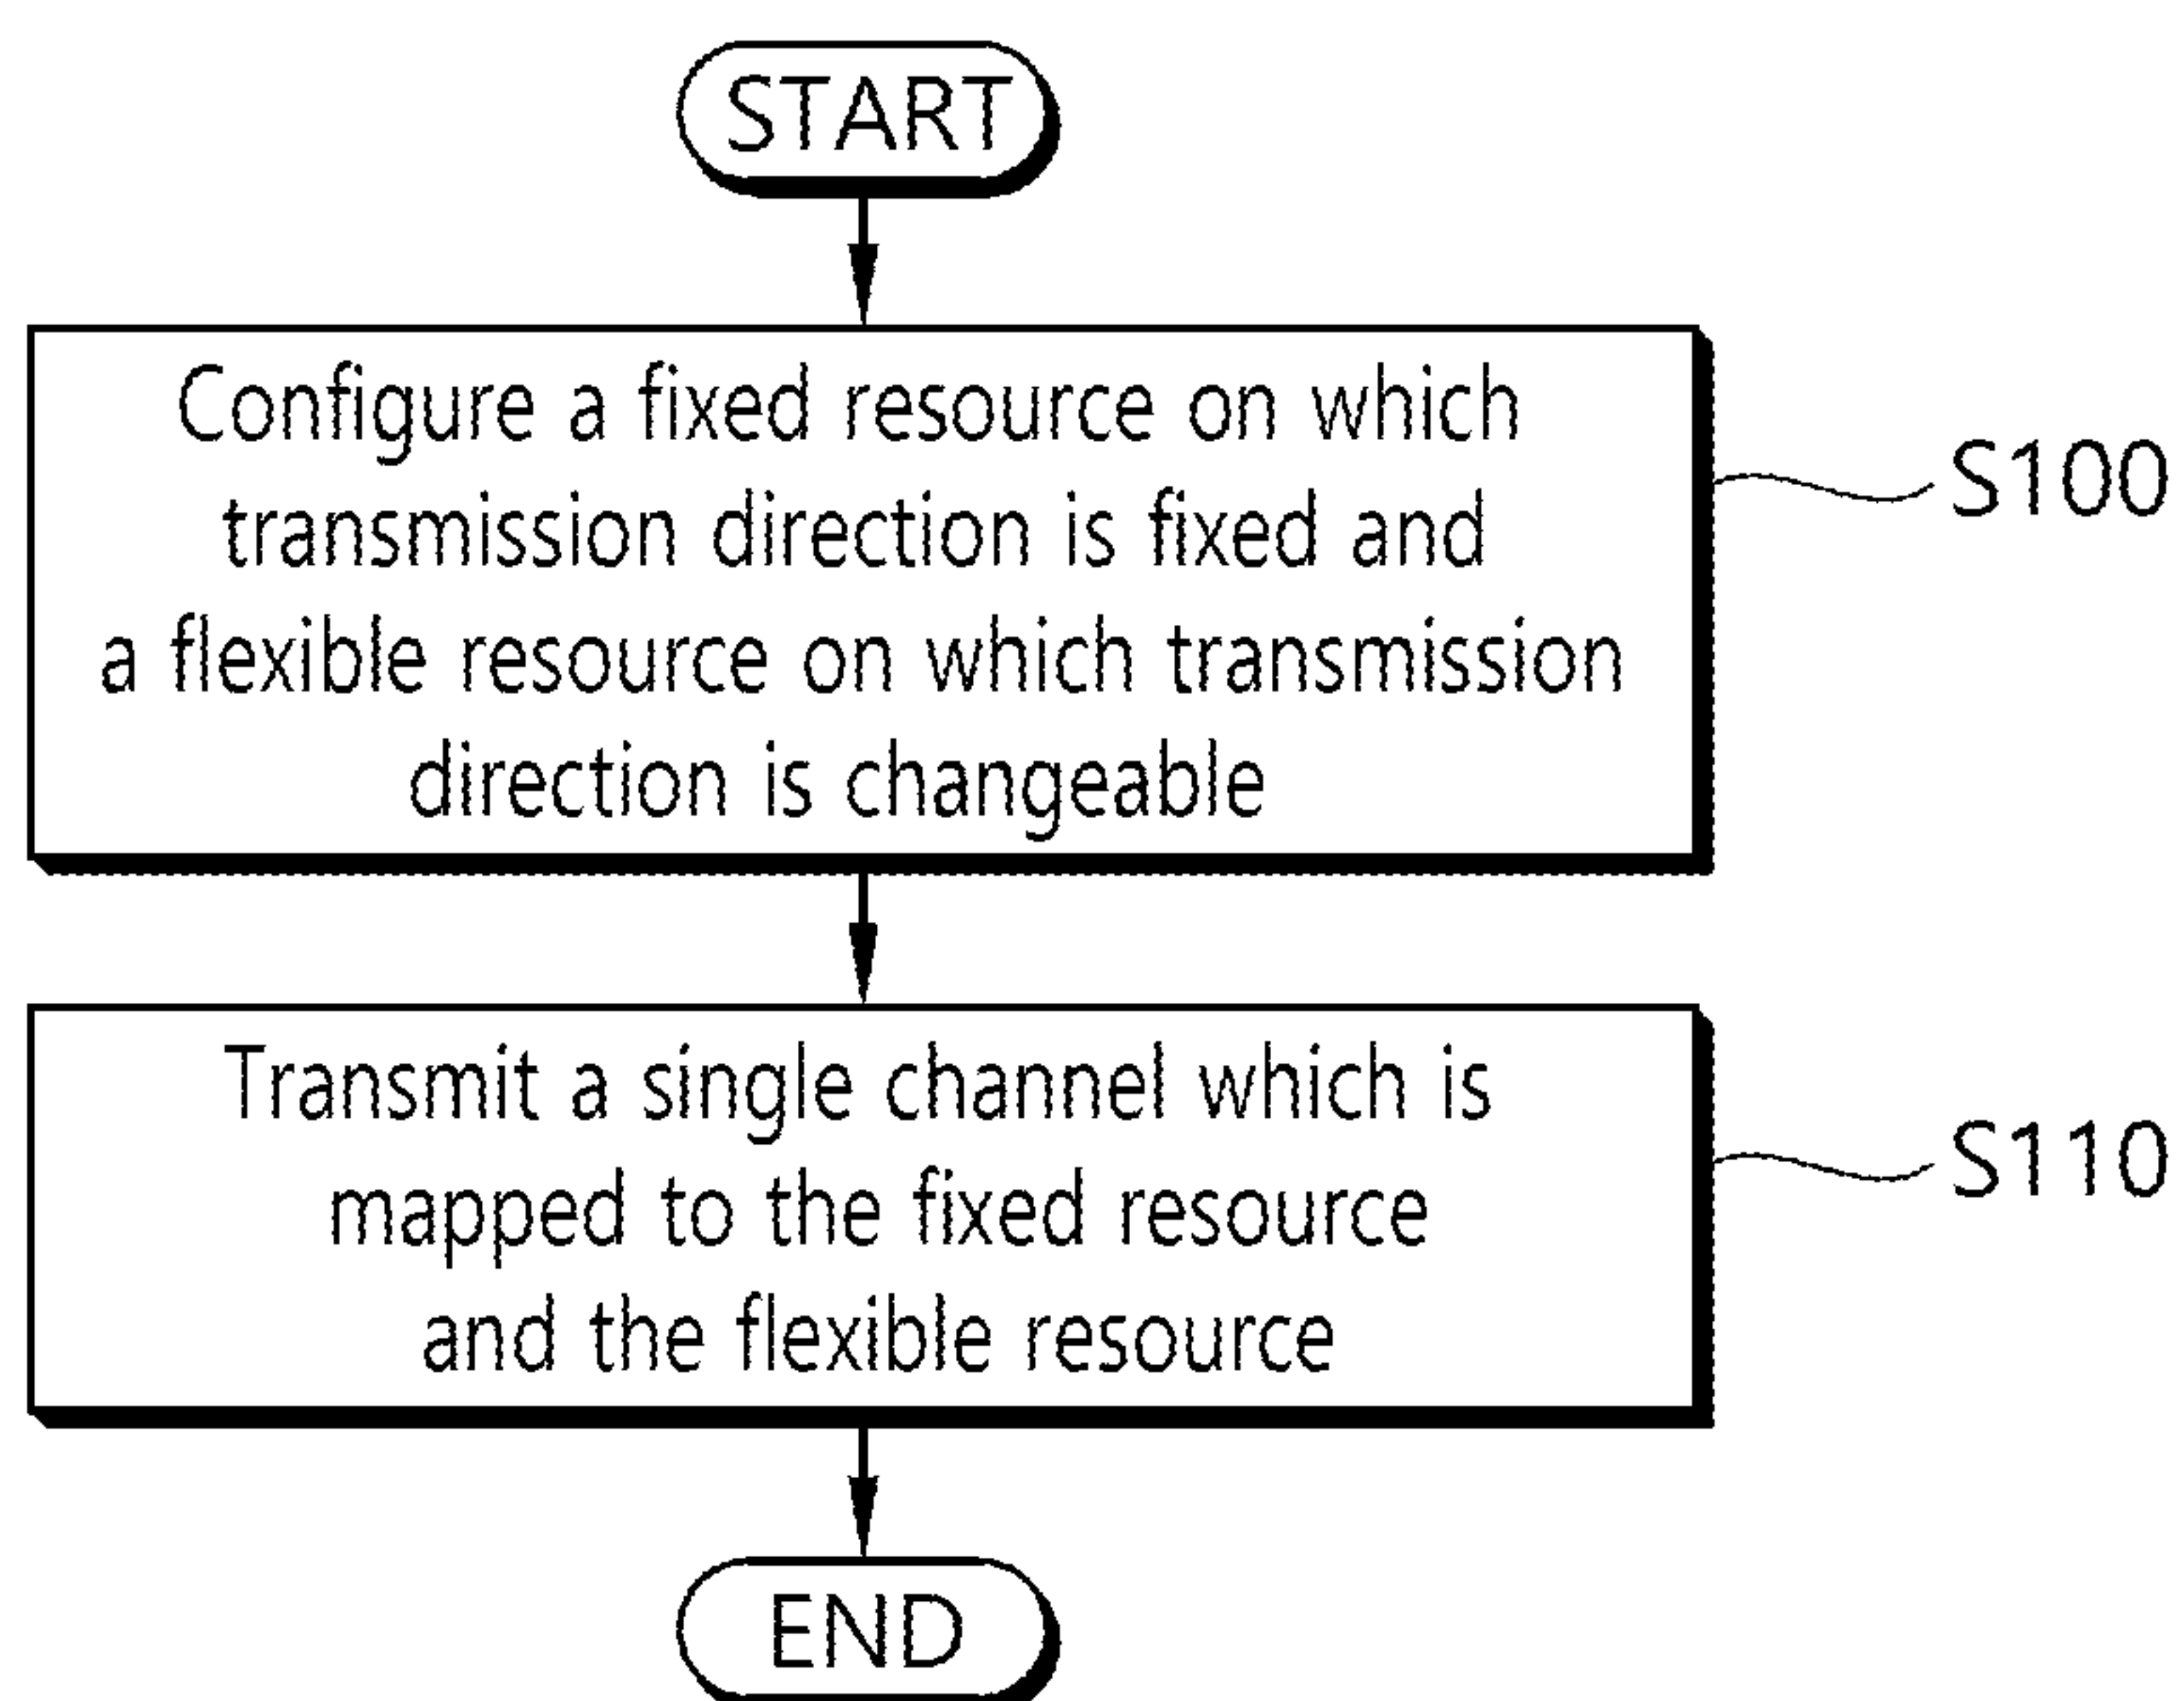 START
Configure a fixed resource on which
transmission direction is fixed and
a flexible resource on which transmission
direction is changeable
S100
Transmit a single channel which is
mapped to the fixed resource
and the flexible resource
S110
END